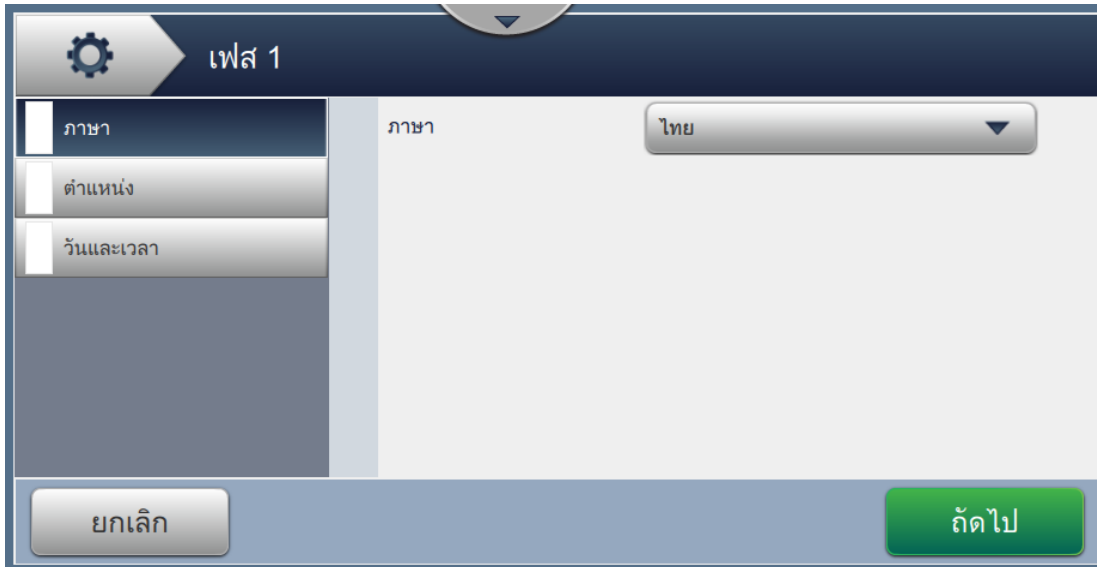 เฟส 1
ภาษา
ตำแหน่ง
วันและเวลา
ภาษา ไทย
ยกเลิก ถัดไป